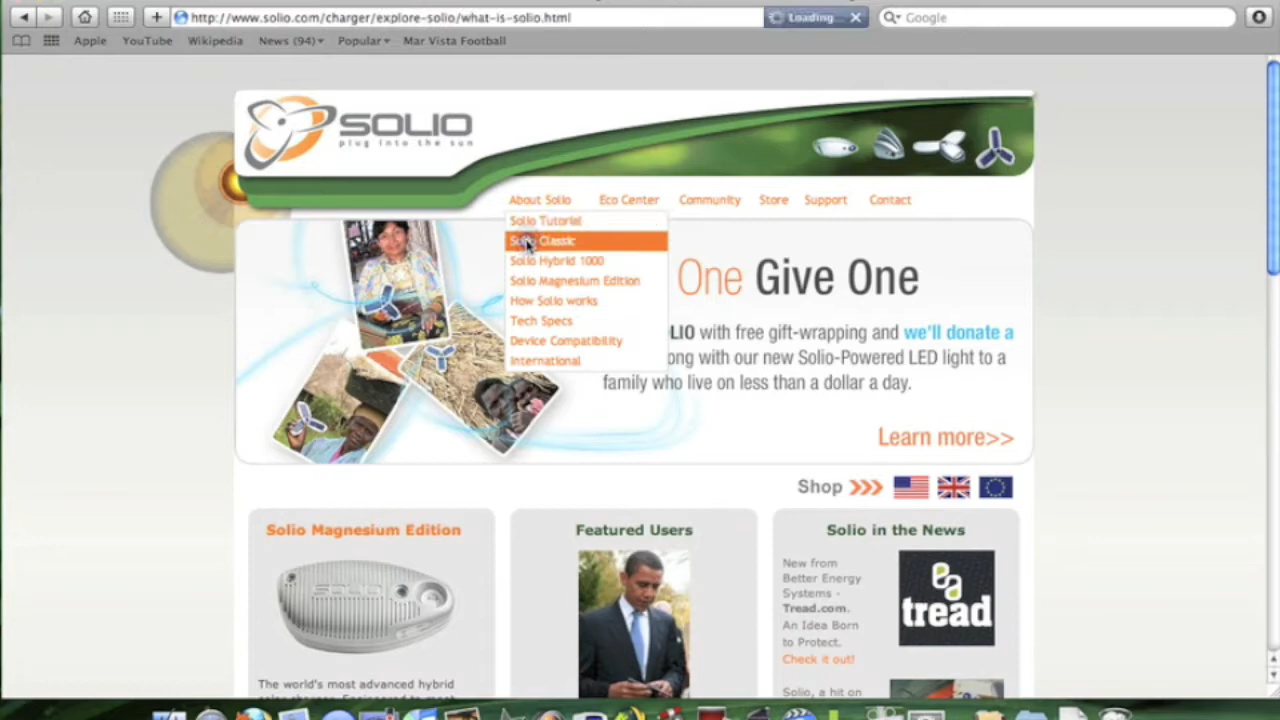 http://www.solio.com/charger/explore-solio/what-is-solio.html
Loading...
Google
Apple YouTube Wikipedia News (94) Popular Mar Vista Football
SOLIO
plug into the sun
About Solio Eco Center Community Store Support Contact
Solio Tutorial
Classic
Solio Hybrid 1000
Solio Magnesium Edition
How Solio works
Tech Specs
Device Compatibility
International
One Give One
LIO with free gift-wrapping and we'll donate a
ong with our new Solio-Powered LED light to a
family who live on less than a dollar a day.
Learn more>>
Shop
Solio Magnesium Edition
SOLIO
The world's most advanced hybrid
Featured Users
Solio in the News
New from
Better Energy
Systems -
Tread.com.
An Idea Born
to Protect.
Check it out!
tread
Solio, a hit on